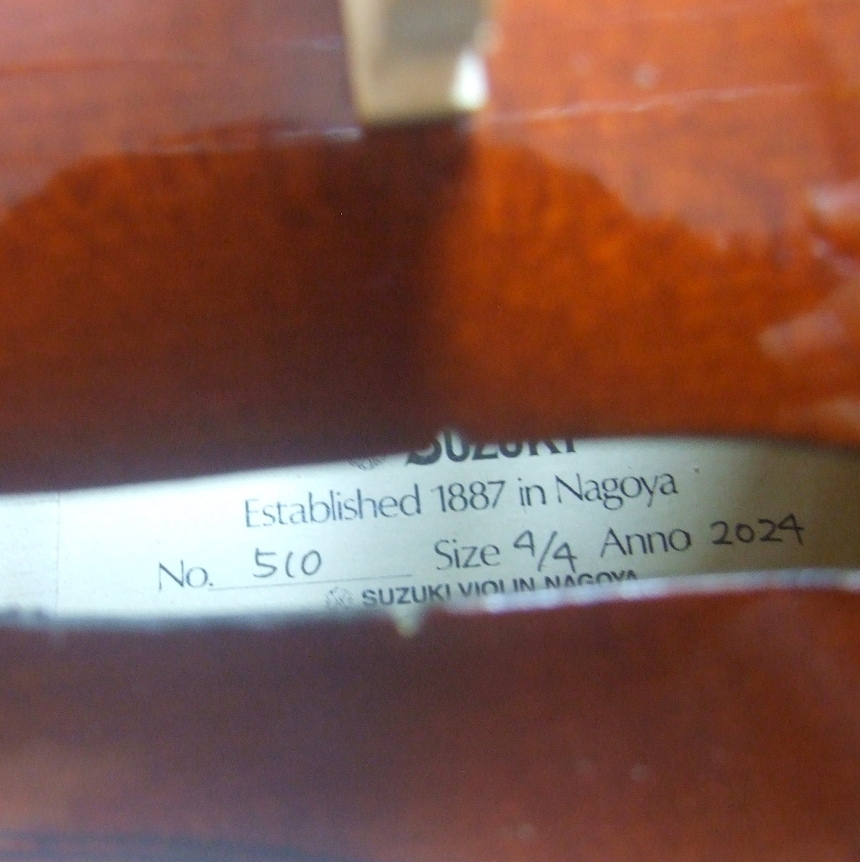 SUZUKI
Established 1887 in Nagoya
No. 510 Size 4/4 Anno 2024
SUZUKI VIOLIN NAGOYA